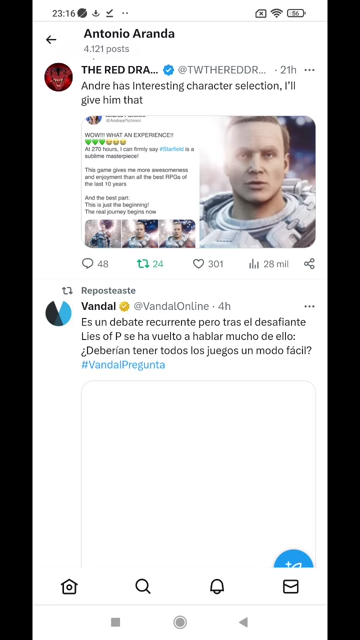 23:16
86
Antonio Aranda
4.121 posts
THE RED DRA... @TWTHEREDDR... · 21h
Andre has Interesting character selection, I'll
give him that
WOW!!! WHAT AN EXPERIENCE!!
At 270 hours, I can firmly say #Starfield is a
sublime masterpiece!
This game gives me more awesomeness
and enjoyment than all the best RPGs of
the last 10 years
And the best part:
This is just the beginning!
The real journey begins now
48 24 301 28 mil
Reposteaste
Vandal @VandalOnline · 4h
Es un debate recurrente pero tras el desafiante
Lies of P se ha vuelto a hablar mucho de ello:
¿Deberían tener todos los juegos un modo fácil?
#VandalPregunta